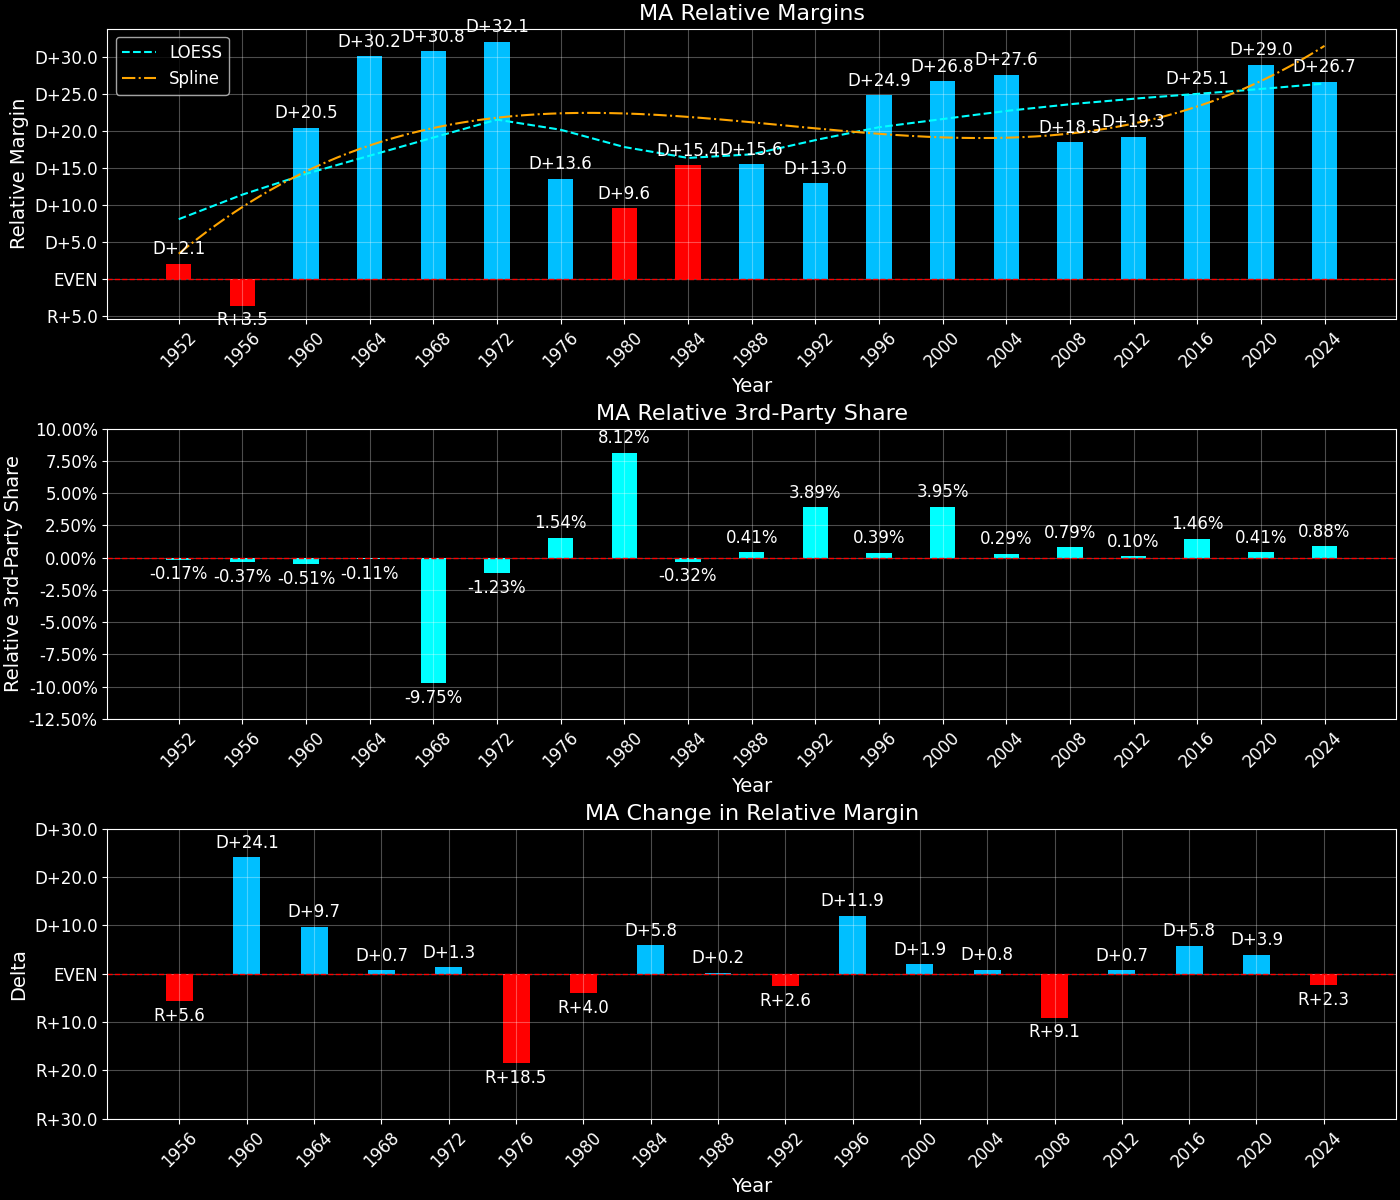 MA Relative Margins
LOESS
Spline
Relative Margin
D+30.0
D+25.0
D+20.0
D+15.0
D+10.0
D+5.0
EVEN
R+5.0
D+2.1
R+3.5
D+20.5
D+30.2
D+30.8
D+32.1
D+13.6
D+9.6
D+15.4
D+15.6
D+13.0
D+24.9
D+26.8
D+27.6
D+18.5
D+19.3
D+25.1
D+29.0
D+26.7
1952 1956 1960 1964 1968 1972 1976 1980 1984 1988 1992 1996 2000 2004 2008 2012 2016 2020 2024
Year
MA Relative 3rd-Party Share
Relative 3rd-Party Share
10.00%
7.50%
5.00%
2.50%
0.00%
-2.50%
-5.00%
-7.50%
-10.00%
-12.50%
-0.17%
-0.37%
-0.51%
-0.11%
-9.75%
-1.23%
1.54%
8.12%
-0.32%
0.41%
3.89%
0.39%
3.95%
0.29%
0.79%
0.10%
1.46%
0.41%
0.88%
1952 1956 1960 1964 1968 1972 1976 1980 1984 1988 1992 1996 2000 2004 2008 2012 2016 2020 2024
Year
MA Change in Relative Margin
Delta
D+30.0
D+20.0
D+10.0
EVEN
R+10.0
R+20.0
R+30.0
R+5.6
D+24.1
D+9.7
D+0.7
D+1.3
R+18.5
R+4.0
D+5.8
D+0.2
R+2.6
D+11.9
D+1.9
D+0.8
R+9.1
D+0.7
D+5.8
D+3.9
R+2.3
1956 1960 1964 1968 1972 1976 1980 1984 1988 1992 1996 2000 2004 2008 2012 2016 2020 2024
Year